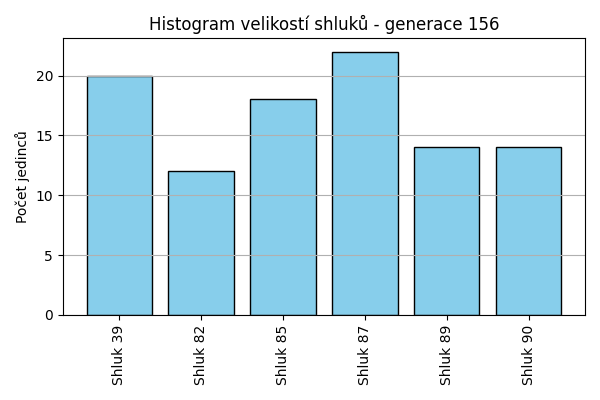 Histogram velikostí shluků - generace 156
Počet jedinců
20
15
10
5
0
Shluk 39
Shluk 82
Shluk 85
Shluk 87
Shluk 89
Shluk 90